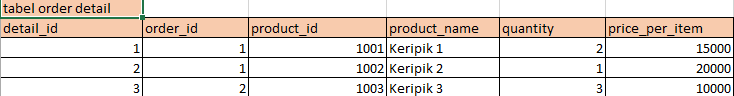 tabel order detail
detail_id order_id product_id product_name quantity price_per_item
1 1 1001 Keripik 1 2 15000
2 1 1002 Keripik 2 1 20000
3 2 1003 Keripik 3 3 10000